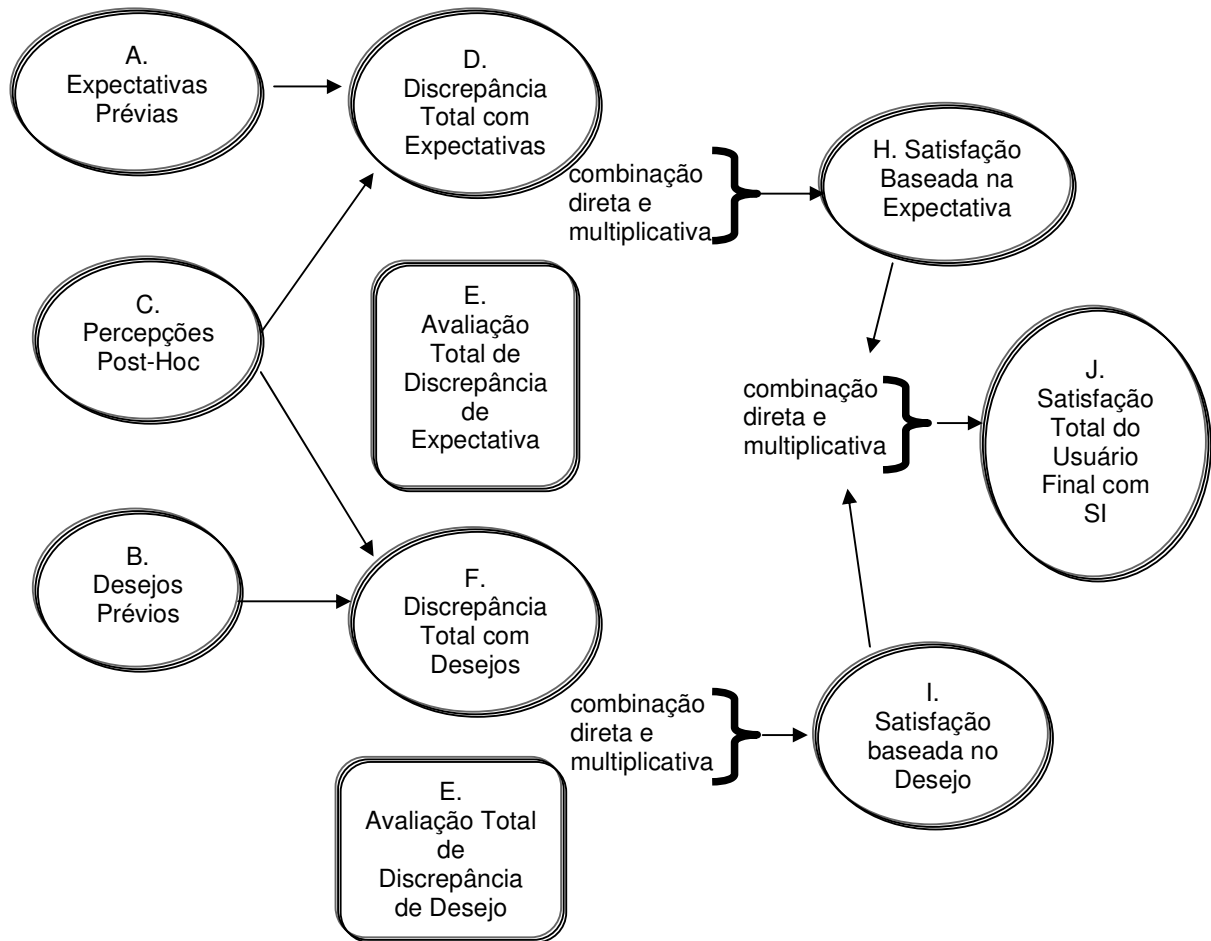 A.
Expectativas
Prévias
D.
Discrepância
Total com
Expectativas
combinação
direta e
multiplicativa
H. Satisfação
Baseada na
Expectativa
C.
Percepções
Post-Hoc
E.
Avaliação
Total de
Discrepância
de
Expectativa
combinação
direta e
multiplicativa
J.
Satisfação
Total do
Usuário
Final com
SI
B.
Desejos
Prévios
F.
Discrepância
Total com
Desejos
combinação
direta e
multiplicativa
I.
Satisfação
baseada no
Desejo
E.
Avaliação Total
de
Discrepância
de Desejo